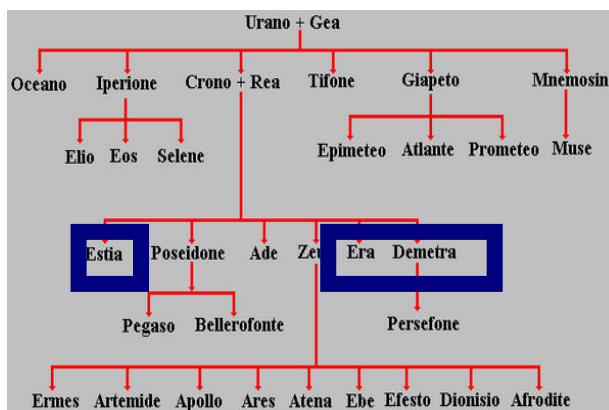 Urano + Gea
Oceano Iperione Crono + Rea Tifone Giapeto Mnemosin
Elio Eos Selene Epimeteo Atlante Prometeo Muse
Estia Poseidone Ade Zeu Era Demetra
Pegaso Bellerofonte Persefone
Ermes Artemide Apollo Ares Atena Ebe Efesto Dionisio Afrodite